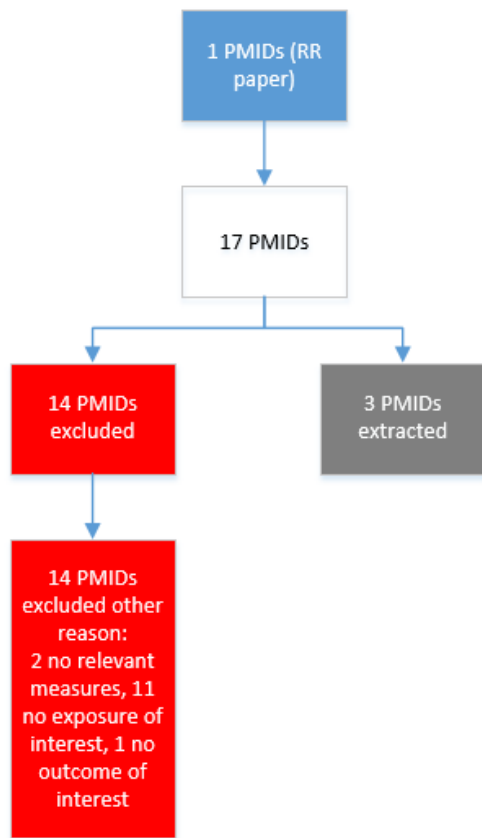 1 PMIDs (RR
paper)
17 PMIDs
14 PMIDs
excluded
3 PMIDs
extracted
14 PMIDs
excluded other
reason:
2 no relevant
measures, 11
no exposure of
interest, 1 no
outcome of
interest